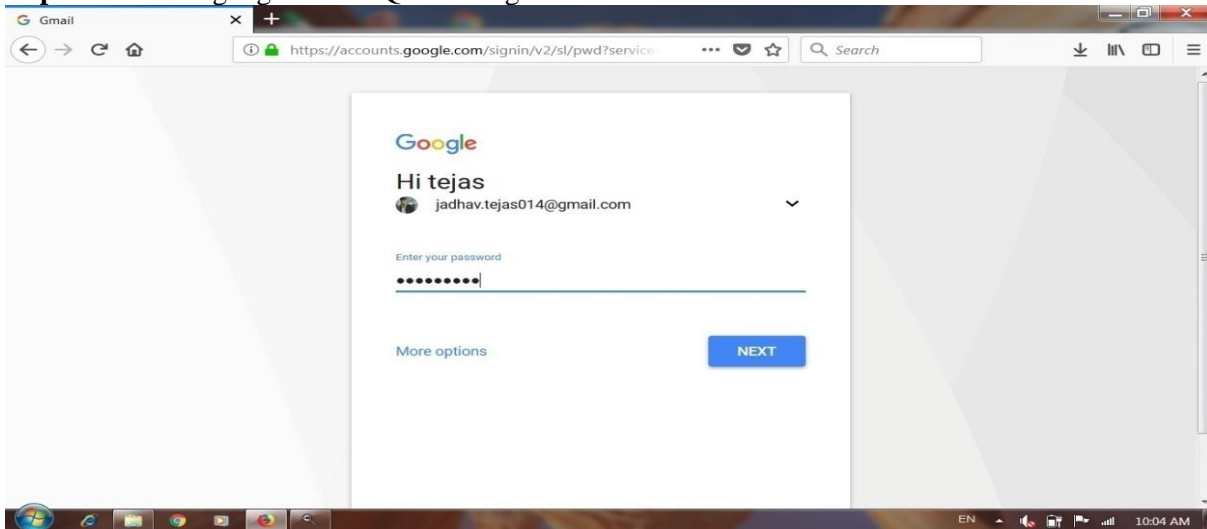 Gmail
https://accounts.google.com/signin/v2/sl/pwd?service
Search
Google
Hi tejas
jadhav.tejas014@gmail.com
Enter your password
•••••••••
More options
NEXT
EN
10:04 AM